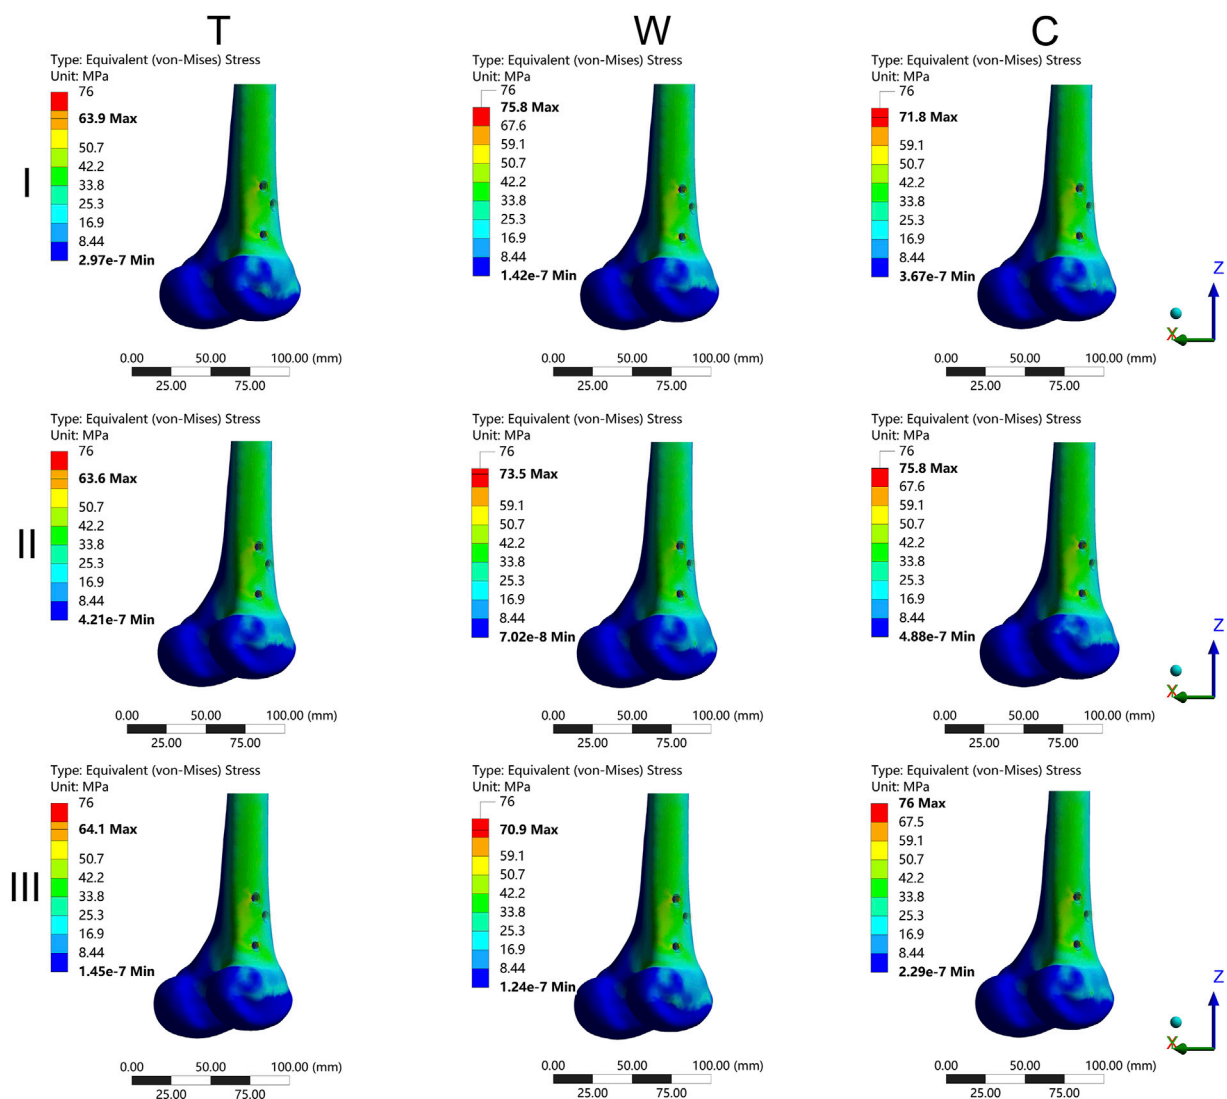 T
W
C
I
Type: Equivalent (von-Mises) Stress
Unit: MPa
76
63.9 Max
50.7
42.2
33.8
25.3
16.9
8.44
2.97e-7 Min
0.00 50.00 100.00 (mm)
25.00 75.00
Type: Equivalent (von-Mises) Stress
Unit: MPa
76
75.8 Max
67.6
59.1
50.7
42.2
33.8
25.3
16.9
8.44
1.42e-7 Min
0.00 50.00 100.00 (mm)
25.00 75.00
Type: Equivalent (von-Mises) Stress
Unit: MPa
76
71.8 Max
59.1
50.7
42.2
33.8
25.3
16.9
8.44
3.67e-7 Min
0.00 50.00 100.00 (mm)
25.00 75.00
Z
X
II
Type: Equivalent (von-Mises) Stress
Unit: MPa
76
63.6 Max
50.7
42.2
33.8
25.3
16.9
8.44
4.21e-7 Min
0.00 50.00 100.00 (mm)
25.00 75.00
Type: Equivalent (von-Mises) Stress
Unit: MPa
76
73.5 Max
59.1
50.7
42.2
33.8
25.3
16.9
8.44
7.02e-8 Min
0.00 50.00 100.00 (mm)
25.00 75.00
Type: Equivalent (von-Mises) Stress
Unit: MPa
76
75.8 Max
67.6
59.1
50.7
42.2
33.8
25.3
16.9
8.44
4.88e-7 Min
0.00 50.00 100.00 (mm)
25.00 75.00
Z
X
III
Type: Equivalent (von-Mises) Stress
Unit: MPa
76
64.1 Max
50.7
42.2
33.8
25.3
16.9
8.44
1.45e-7 Min
0.00 50.00 100.00 (mm)
25.00 75.00
Type: Equivalent (von-Mises) Stress
Unit: MPa
76
70.9 Max
59.1
50.7
42.2
33.8
25.3
16.9
8.44
1.24e-7 Min
0.00 50.00 100.00 (mm)
25.00 75.00
Type: Equivalent (von-Mises) Stress
Unit: MPa
76 Max
67.5
59.1
50.7
42.2
33.8
25.3
16.9
8.44
2.29e-7 Min
0.00 50.00 100.00 (mm)
25.00 75.00
Z
X